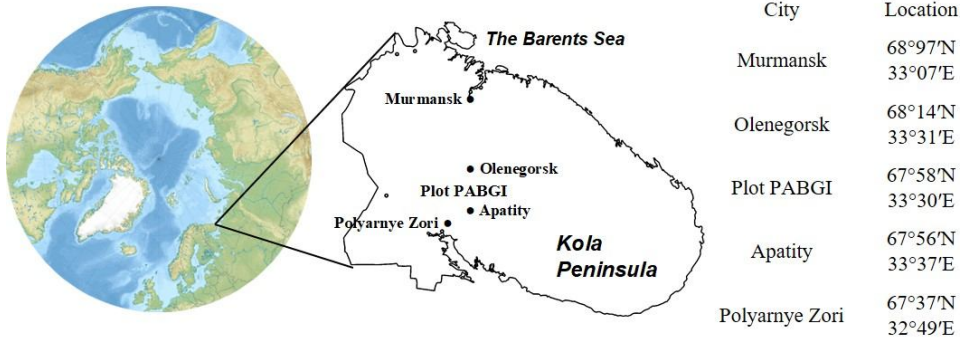 The Barents Sea
Murmansk
Olenegorsk
Plot PABGI
Apatity
Polyarnye Zori
Kola
Peninsula
City Location
Murmansk 68°97′N
33°07′E
Olenegorsk 68°14′N
33°31′E
Plot PABGI 67°58′N
33°30′E
Apatity 67°56′N
33°37′E
Polyarnye Zori 67°37′N
32°49′E